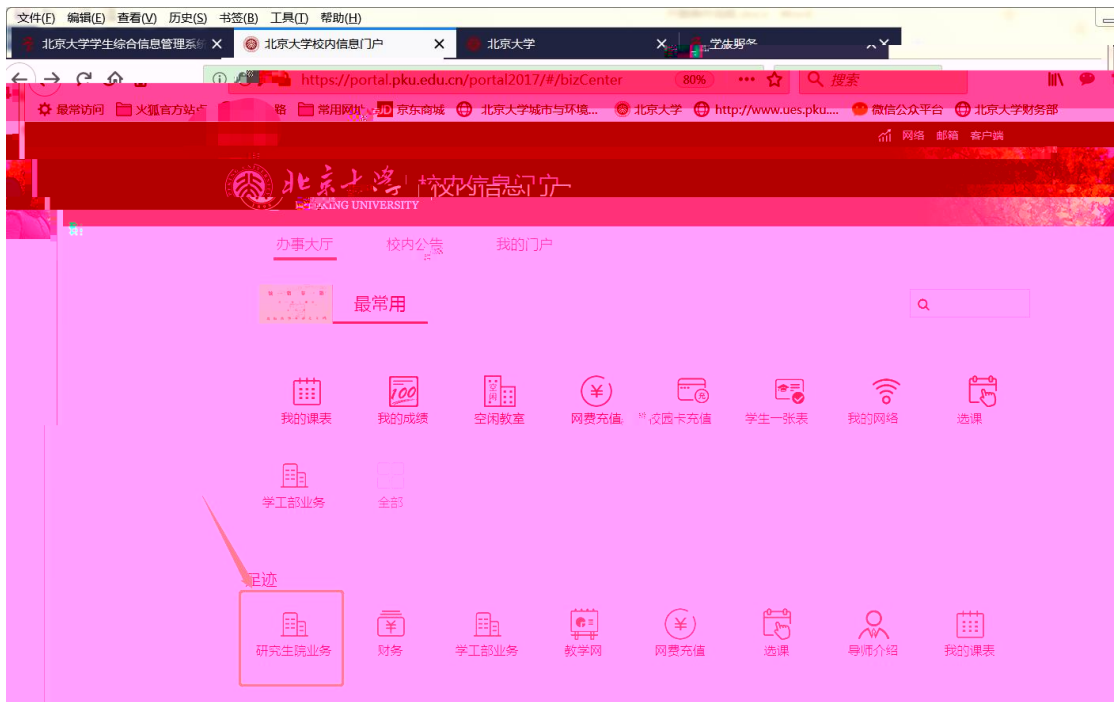 文件(F) 编辑(E) 查看(V) 历史(S) 书签(B) 工具(T) 帮助(H)
北京大学学生综合信息管理系统 北京大学校内信息门户 北京大学
https://portal.pku.edu.cn/portal2017/#/bizCenter 80% 搜索
最常访问 火狐官方站点 常用网址 JD 京东商城 北京大学城市与环境... 北京大学 http://www.ues.pku.... 微信公众平台 北京大学财务部
网络 邮箱 客户端
北京大学 校内信息门户
PEKING UNIVERSITY
办事大厅 校内公告 我的门户
最常用
我的课表 我的成绩 空闲教室 网费充值 校园卡充值 学生一张表 我的网络 选课
学工部业务 全部
足迹
研究生院业务 财务 学工部业务 教学网 网费充值 选课 导师介绍 我的课表